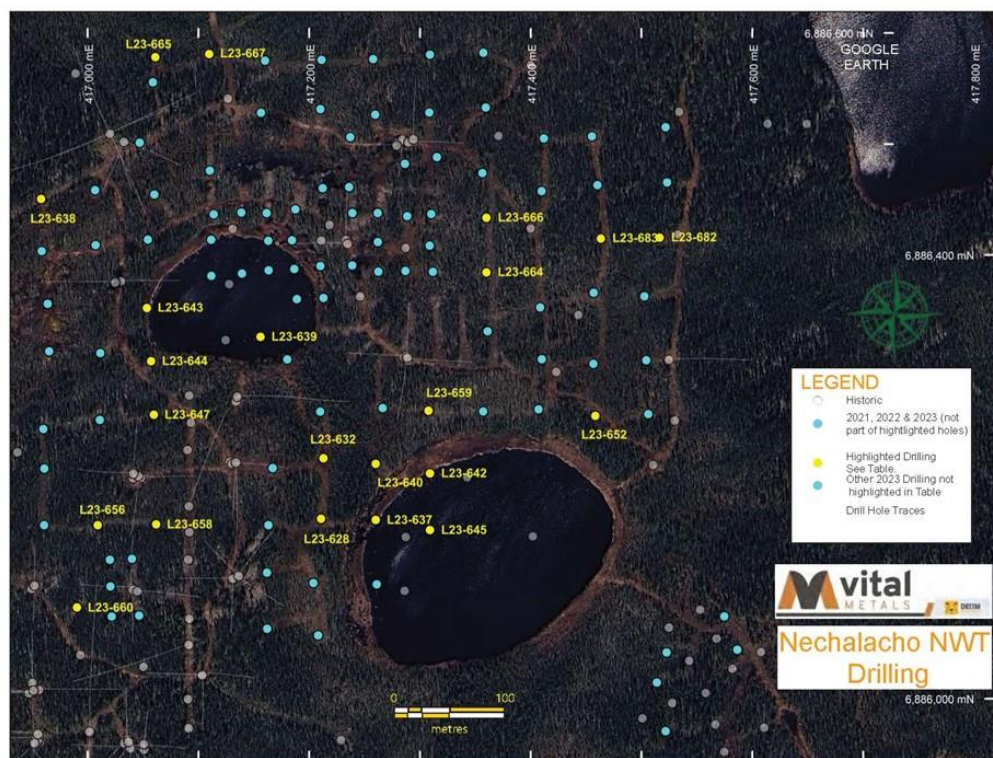 417,000 mE
417,200 mE
417,400 mE
417,600 mE
417,800 mE
6,886,600 mN
GOOGLE
EARTH
L23-665
L23-667
L23-638
L23-666
L23-683
L23-682
6,886,400 mN
L23-664
L23-643
L23-639
L23-644
L23-659
L23-647
L23-652
L23-632
L23-640
L23-642
L23-656
L23-658
L23-628
L23-637
L23-645
L23-660
LEGEND
Historic
2021, 2022 & 2023 (not
part of hightlighted holes)
Highlighted Drilling
See Table.
Other 2023 Drilling not
highlighted in Table
Drill Hole Traces
vital
METALS
CHEETAH
Nechalacho NWT
Drilling
6,886,000 mN
0 100
metres